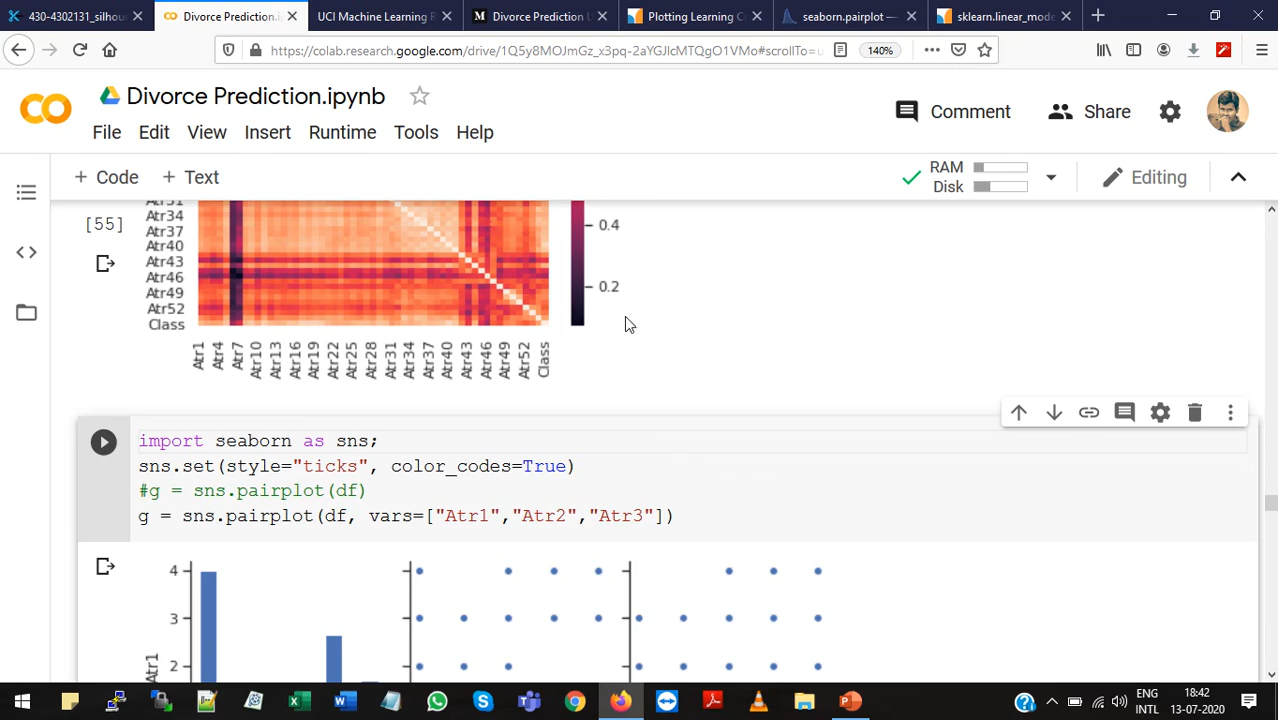 430-4302131_silhou
Divorce Prediction.ip
UCI Machine Learning R
Divorce Prediction U
Plotting Learning C
seaborn.pairplot —
sklearn.linear_mode
https://colab.research.google.com/drive/1Q5y8MOJmGz_x3pq-2aYGJlcMTQgO1VMo#scrollTo=u
140%
Divorce Prediction.ipynb
Comment
Share
File Edit View Insert Runtime Tools Help
+ Code + Text
RAM
Disk
Editing
[55]
Atr31
Atr34
Atr37
Atr40
Atr43
Atr46
Atr49
Atr52
Class
0.4
0.2
Atr1 Atr4 Atr7 Atr10 Atr13 Atr16 Atr19 Atr22 Atr25 Atr28 Atr31 Atr34 Atr37 Atr40 Atr43 Atr46 Atr49 Atr52 Class
import seaborn as sns;
sns.set(style="ticks", color_codes=True)
#g = sns.pairplot(df)
g = sns.pairplot(df, vars=["Atr1","Atr2","Atr3"])
4
3
2
Atr1
ENG
INTL
18:42
13-07-2020